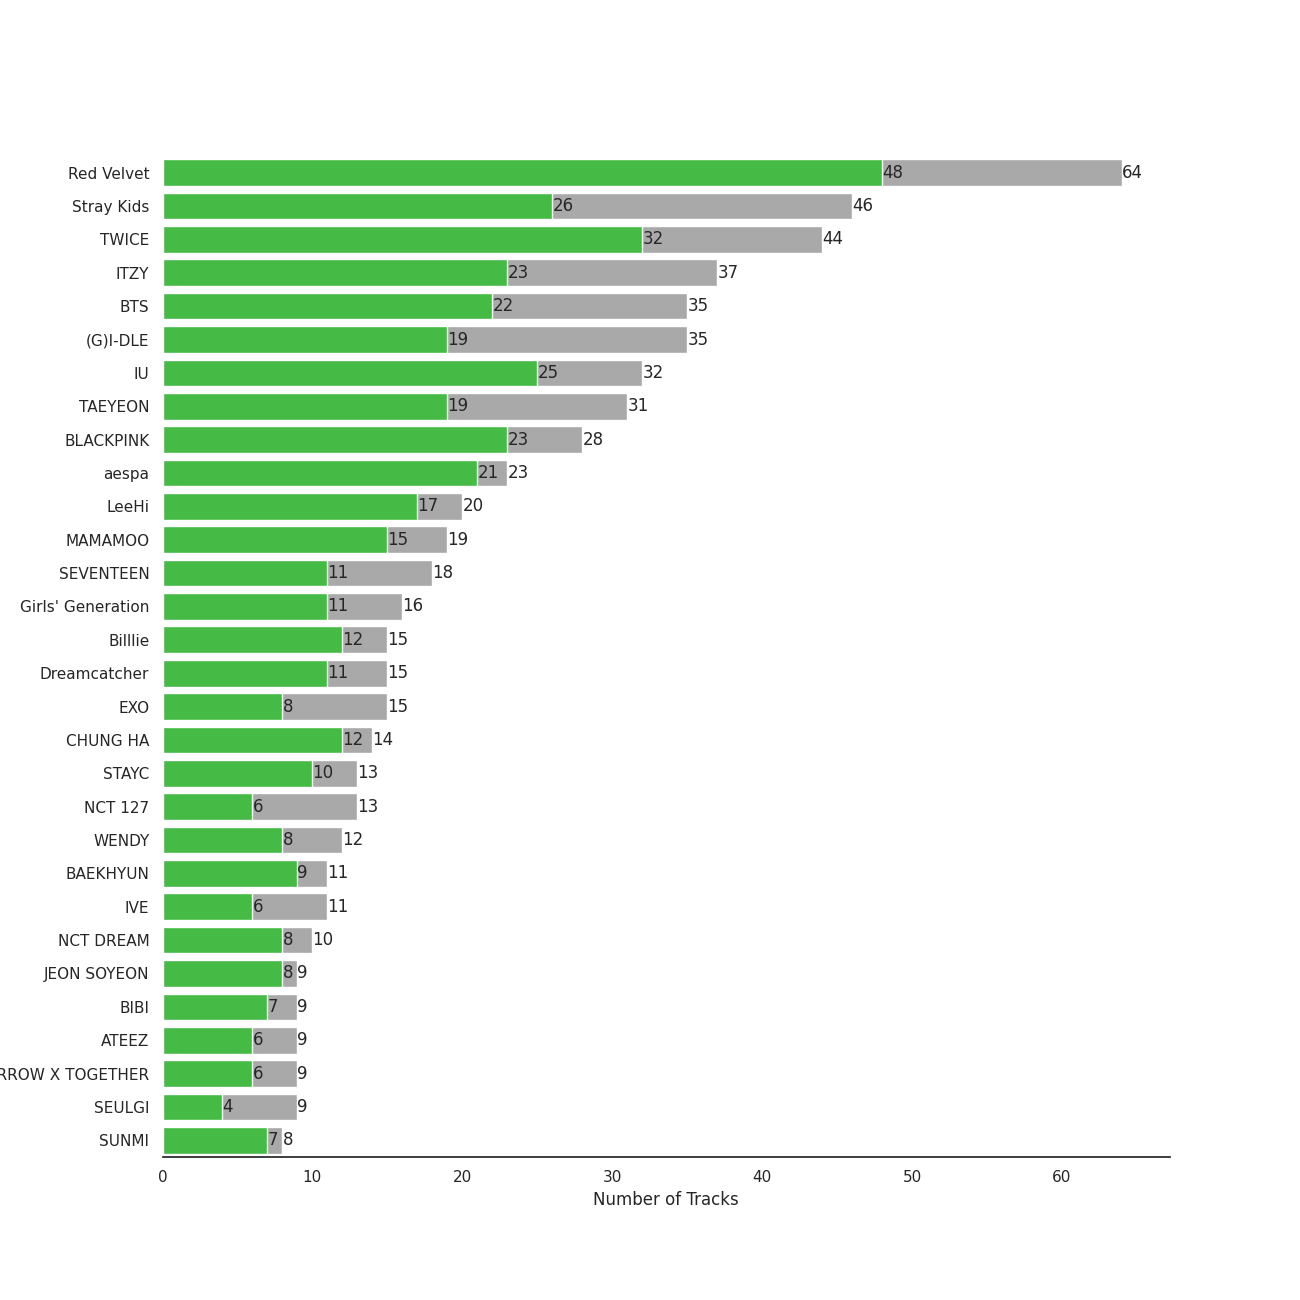 Red Velvet 48 64
Stray Kids 26 46
TWICE 32 44
ITZY 23 37
BTS 22 35
(G)I-DLE 19 35
IU 25 32
TAEYEON 19 31
BLACKPINK 23 28
aespa 21 23
LeeHi 17 20
MAMAMOO 15 19
SEVENTEEN 11 18
Girls' Generation 11 16
Billlie 12 15
Dreamcatcher 11 15
EXO 8 15
CHUNG HA 12 14
STAYC 10 13
NCT 127 6 13
WENDY 8 12
BAEKHYUN 9 11
IVE 6 11
NCT DREAM 8 10
JEON SOYEON 8 9
BIBI 7 9
ATEEZ 6 9
RROW X TOGETHER 6 9
SEULGI 4 9
SUNMI 7 8
0 10 20 30 40 50 60
Number of Tracks